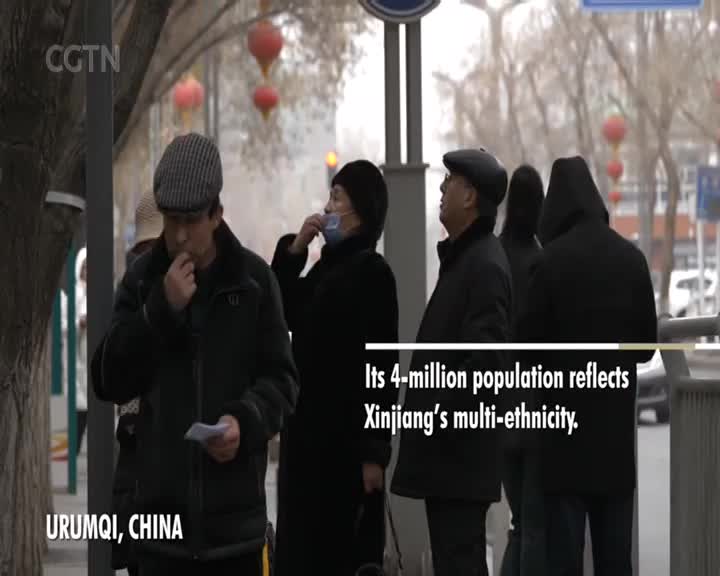 CGTN
Its 4-million population reflects
Xinjiang's multi-ethnicity.
URUMQI, CHINA